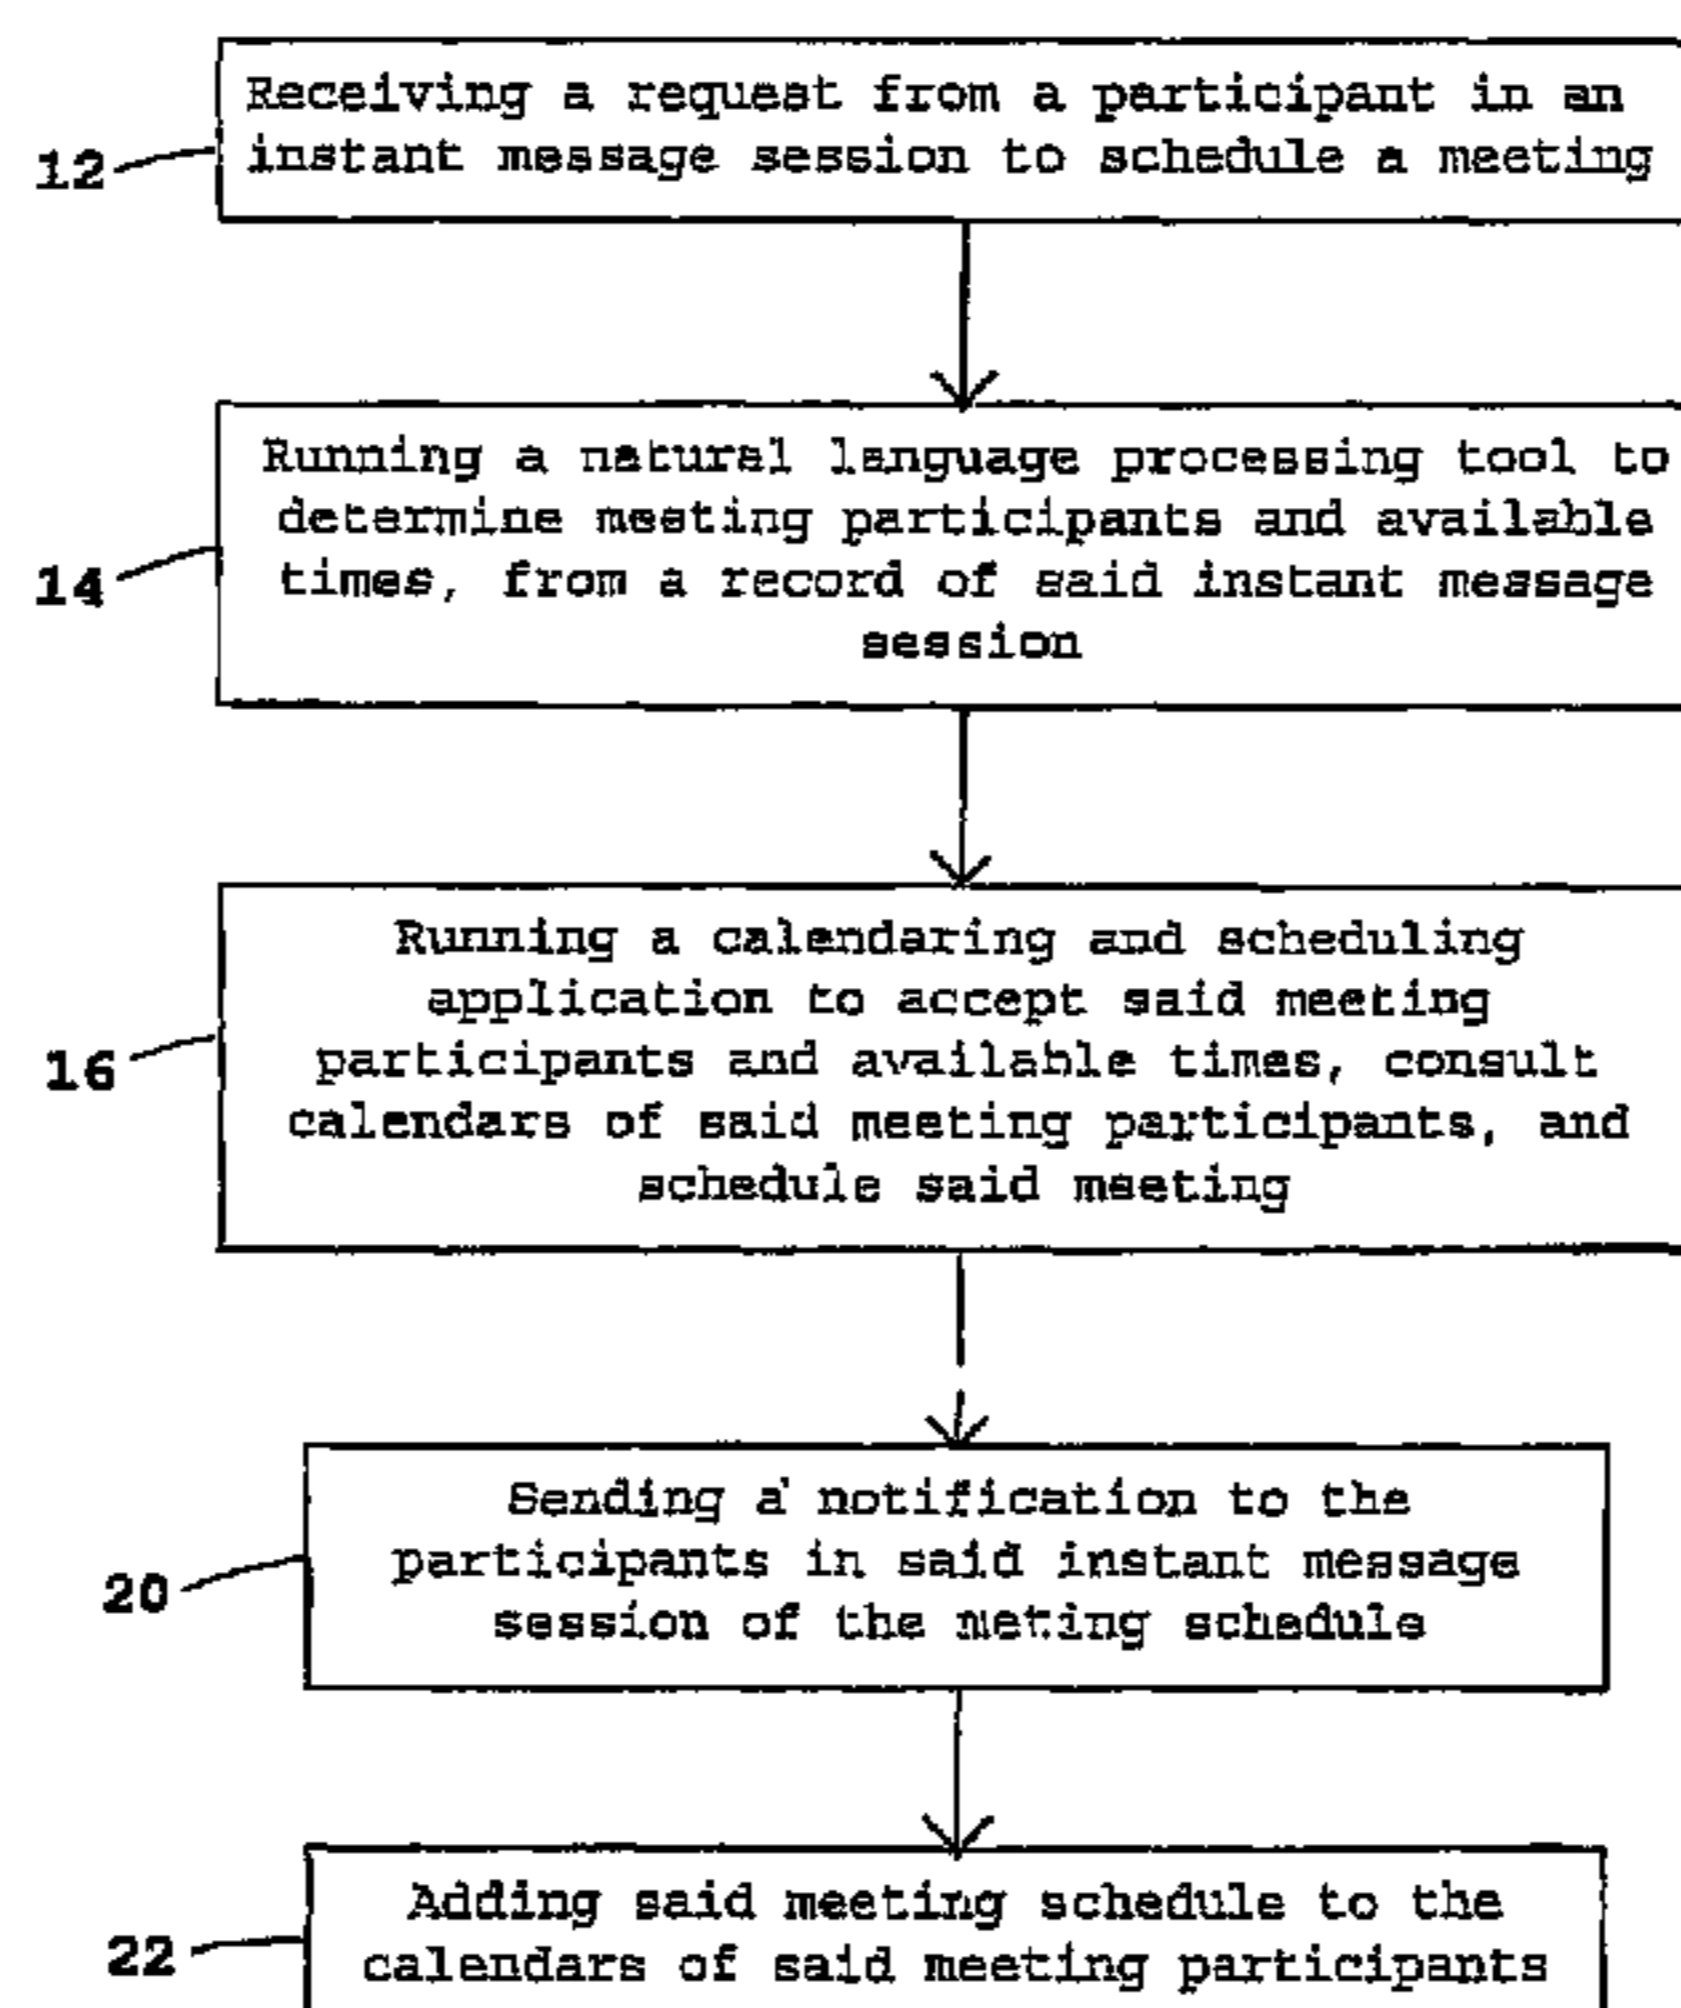 Receiving a request from a participant in an
12
instant message session to schedule a meeting
Running a natural language processing tool to
determine meeting participants and available
14
times, from a record of said instant message
session
Running a calendaring and scheduling
application to accept said meeting
16
participants and available times, consult
calendars of said meeting participants, and
schedule said meeting
Sending a notification to the
20
participants in said instant message
session of the meting schedule
Adding said meeting schedule to the
22
calendars of said meeting participants